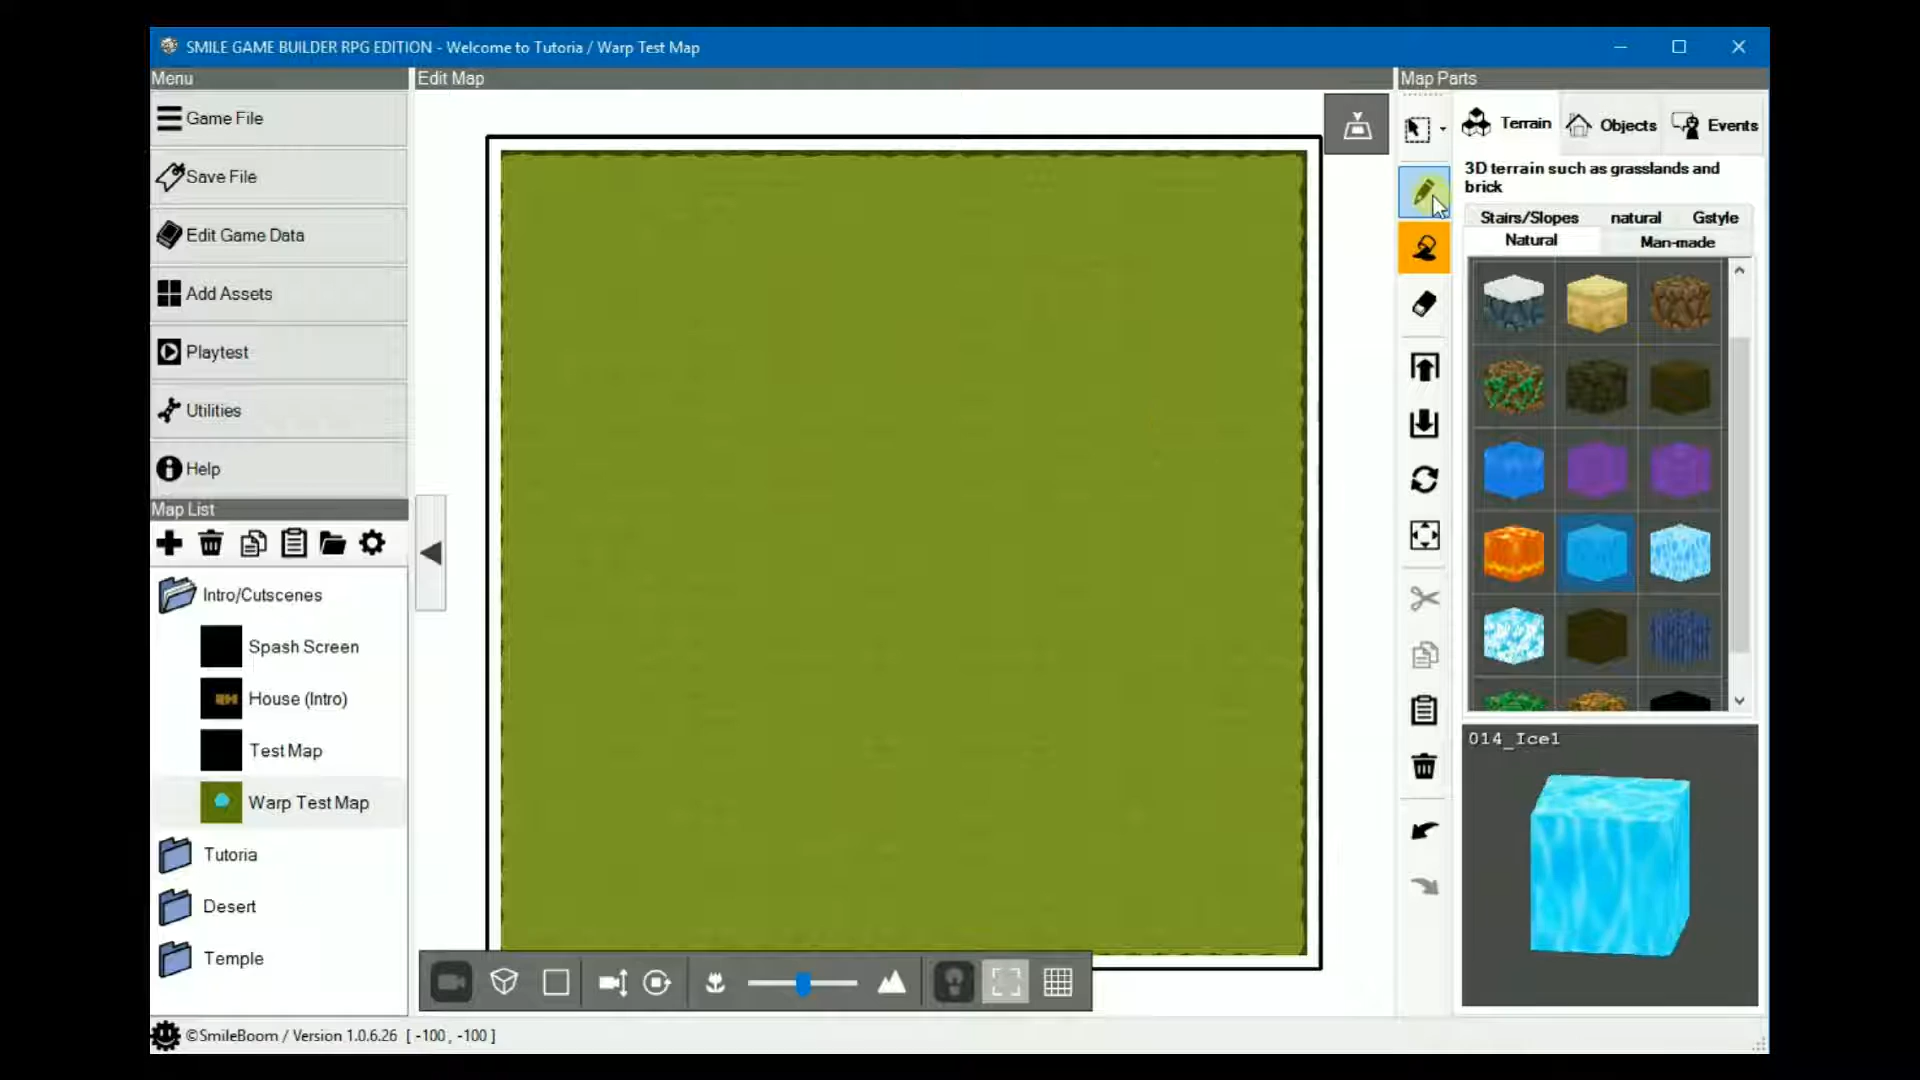 SMILE GAME BUILDER RPG EDITION - Welcome to Tutoria / Warp Test Map
Menu
Edit Map
Map Parts
Game File
Save File
Edit Game Data
Add Assets
Playtest
Utilities
Help
Map List
Intro/Cutscenes
Spash Screen
House (Intro)
Test Map
Warp Test Map
Tutoria
Desert
Temple
Terrain
Objects
Events
3D terrain such as grasslands and
brick
Stairs/Slopes natural Gstyle
Natural Man-made
014_Ice1
©SmileBoom / Version 1.0.6.26 [ -100 , -100 ]